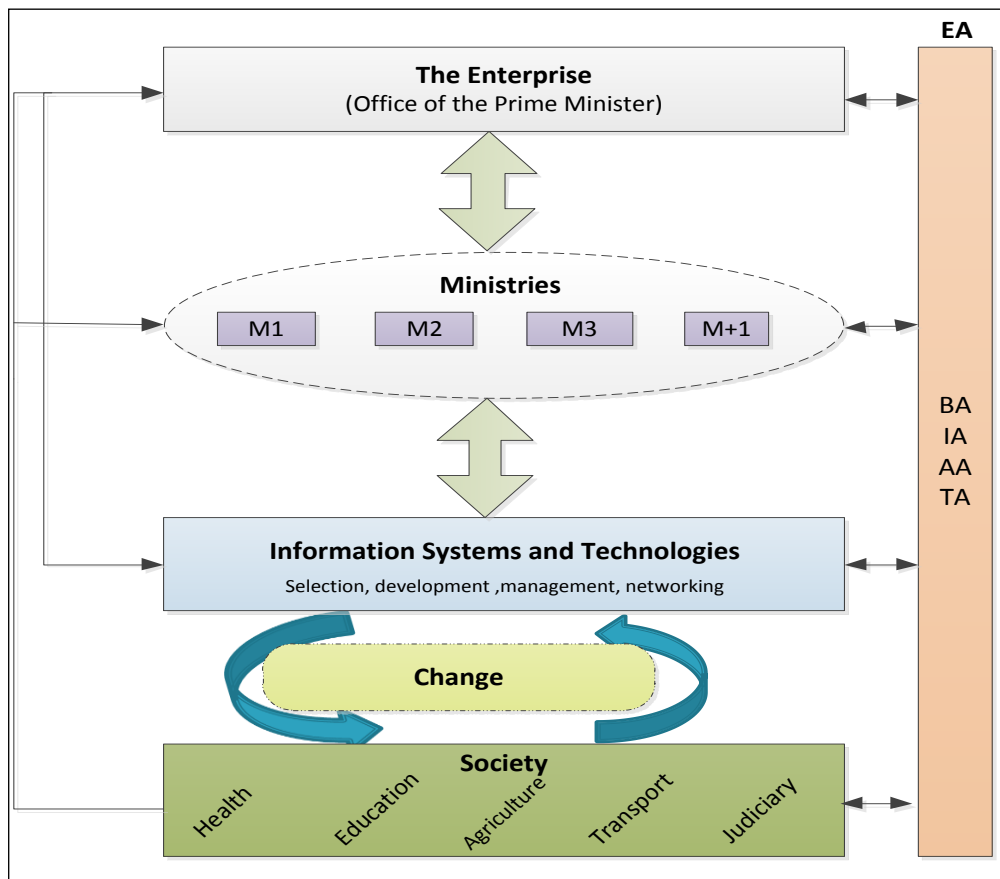 EA
The Enterprise
(Office of the Prime Minister)
Ministries
M1
M2
M3
M+1
BA
IA
AA
TA
Information Systems and Technologies
Selection, development ,management, networking
Change
Society
Health
Education
Agriculture
Transport
Judiciary